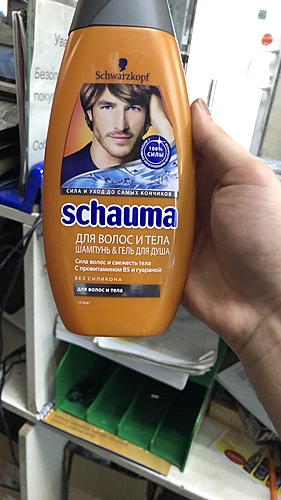 Schwarzkopf
100%
СИЛЫ
СИЛА И УХОД ДО САМЫХ КОНЧИКОВ
schauma
ДЛЯ ВОЛОС И ТЕЛА
ШАМПУНЬ & ГЕЛЬ ДЛЯ ДУША
Сила волос и свежесть тела
С провитамином В5 и гуараной
БЕЗ СИЛИКОНА
для волос и тела